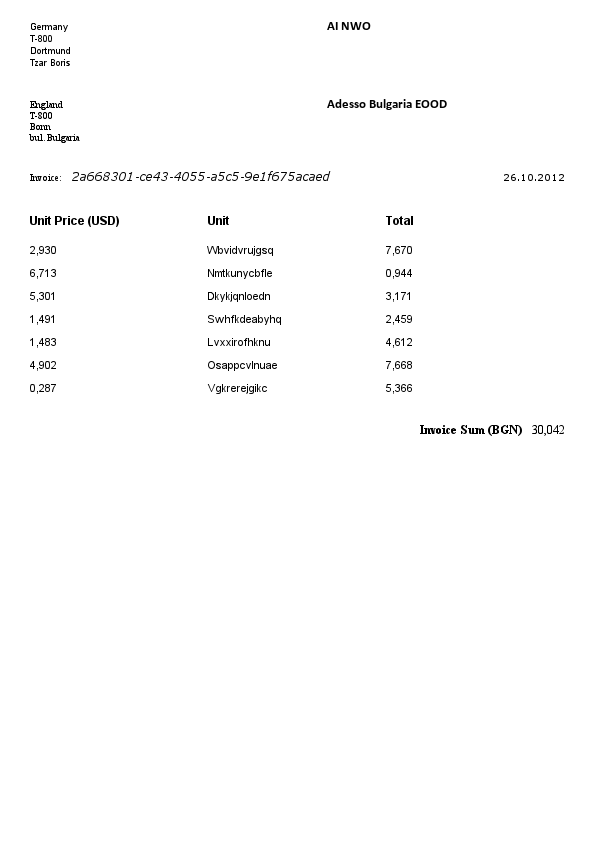 Germany
AI NWO
T-800
Dortmund
Tzar Boris
England
Adesso Bulgaria EOOD
T-800
Bonn
bul. Bulgaria
Invoice: 2a668301-ce43-4055-a5c5-9e1f675acaed 26.10.2012
Unit Price (USD) Unit Total
2,930 Wbvidvrujgsq 7,670
6,713 Nmtkunycbfle 0,944
5,301 Dkykjqnloedn 3,171
1,491 Swhfkdeabyhq 2,459
1,483 Lvxxirofhknu 4,612
4,902 Osappcvlnuae 7,668
0,287 Vgkrerejgikc 5,366
Invoice Sum (BGN) 30,042